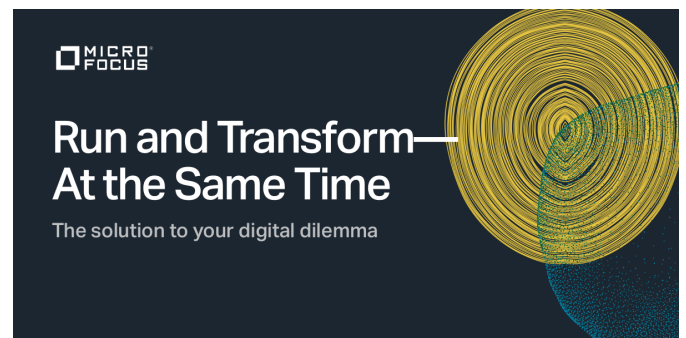 MICRO
FOCUS
Run and Transform—
At the Same Time
The solution to your digital dilemma